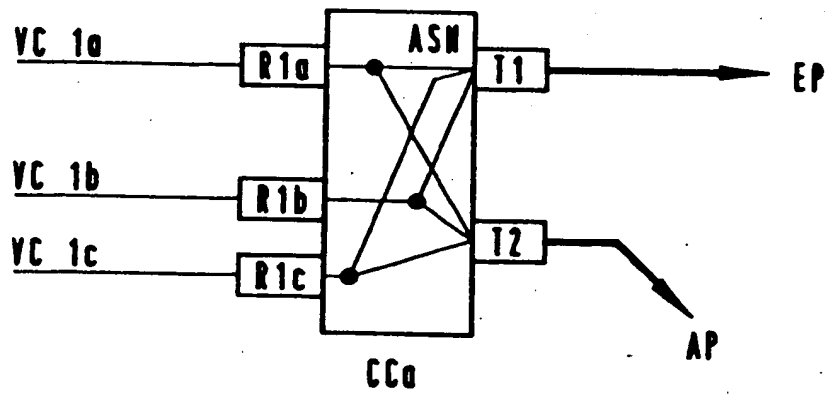 VC 1a
R1a
ASN
T1
EP
VC 1b
R1b
VC 1c
R1c
T2
AP
CCa